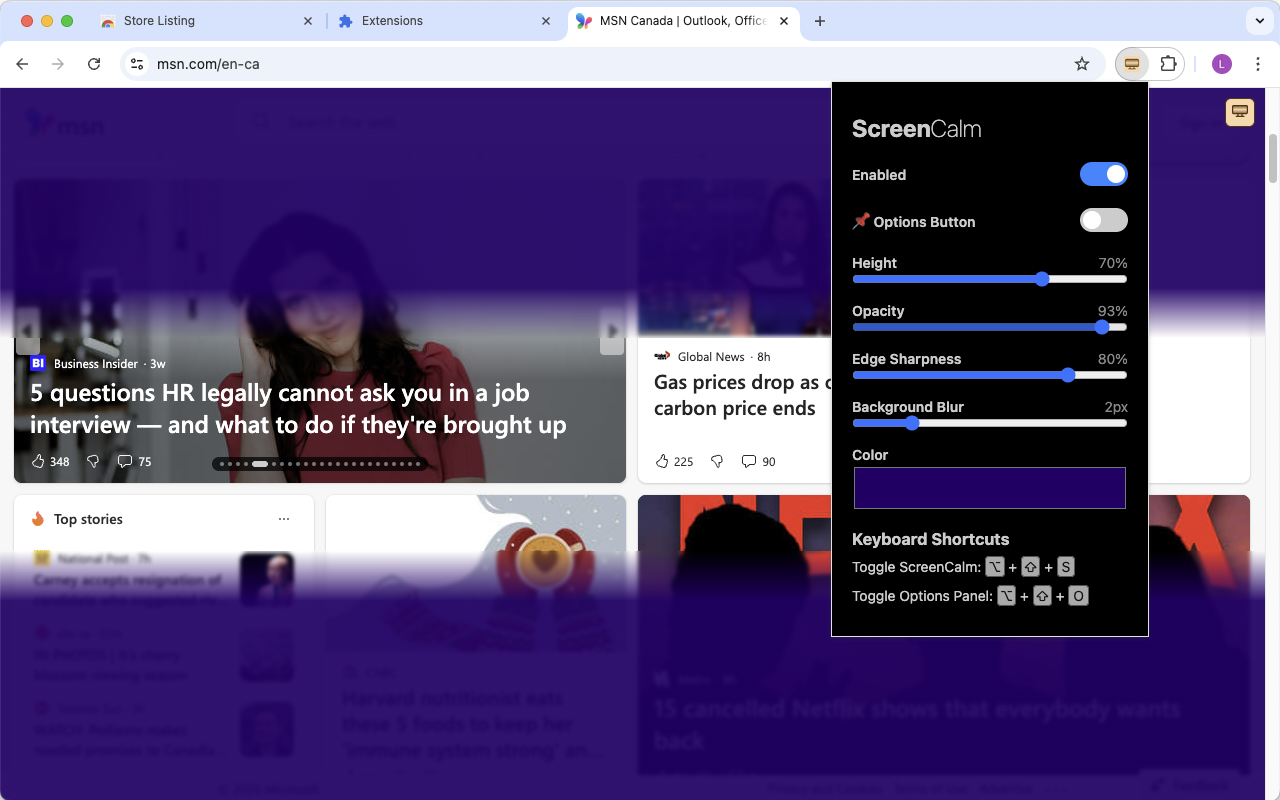 Store Listing
Extensions
MSN Canada | Outlook, Office
msn.com/en-ca
L
msn
Search the web
ScreenCalm
Enabled
Options Button
Height 70%
Opacity 93%
Edge Sharpness 80%
Background Blur 2px
Color
Keyboard Shortcuts
Toggle ScreenCalm: ⌥ + ⇧ + S
Toggle Options Panel: ⌥ + ⇧ + O
BI Business Insider · 3w
5 questions HR legally cannot ask you in a job
interview — and what to do if they're brought up
348 75
Global News · 8h
Gas prices drop as c
carbon price ends
225 90
Top stories ...
National Post · 7h
Carney accepts resignation of
Harvard nutritionist eats
these 5 foods to keep her
'immune system strong' an...
15 cancelled Netflix shows that everybody wants
back
Feedback